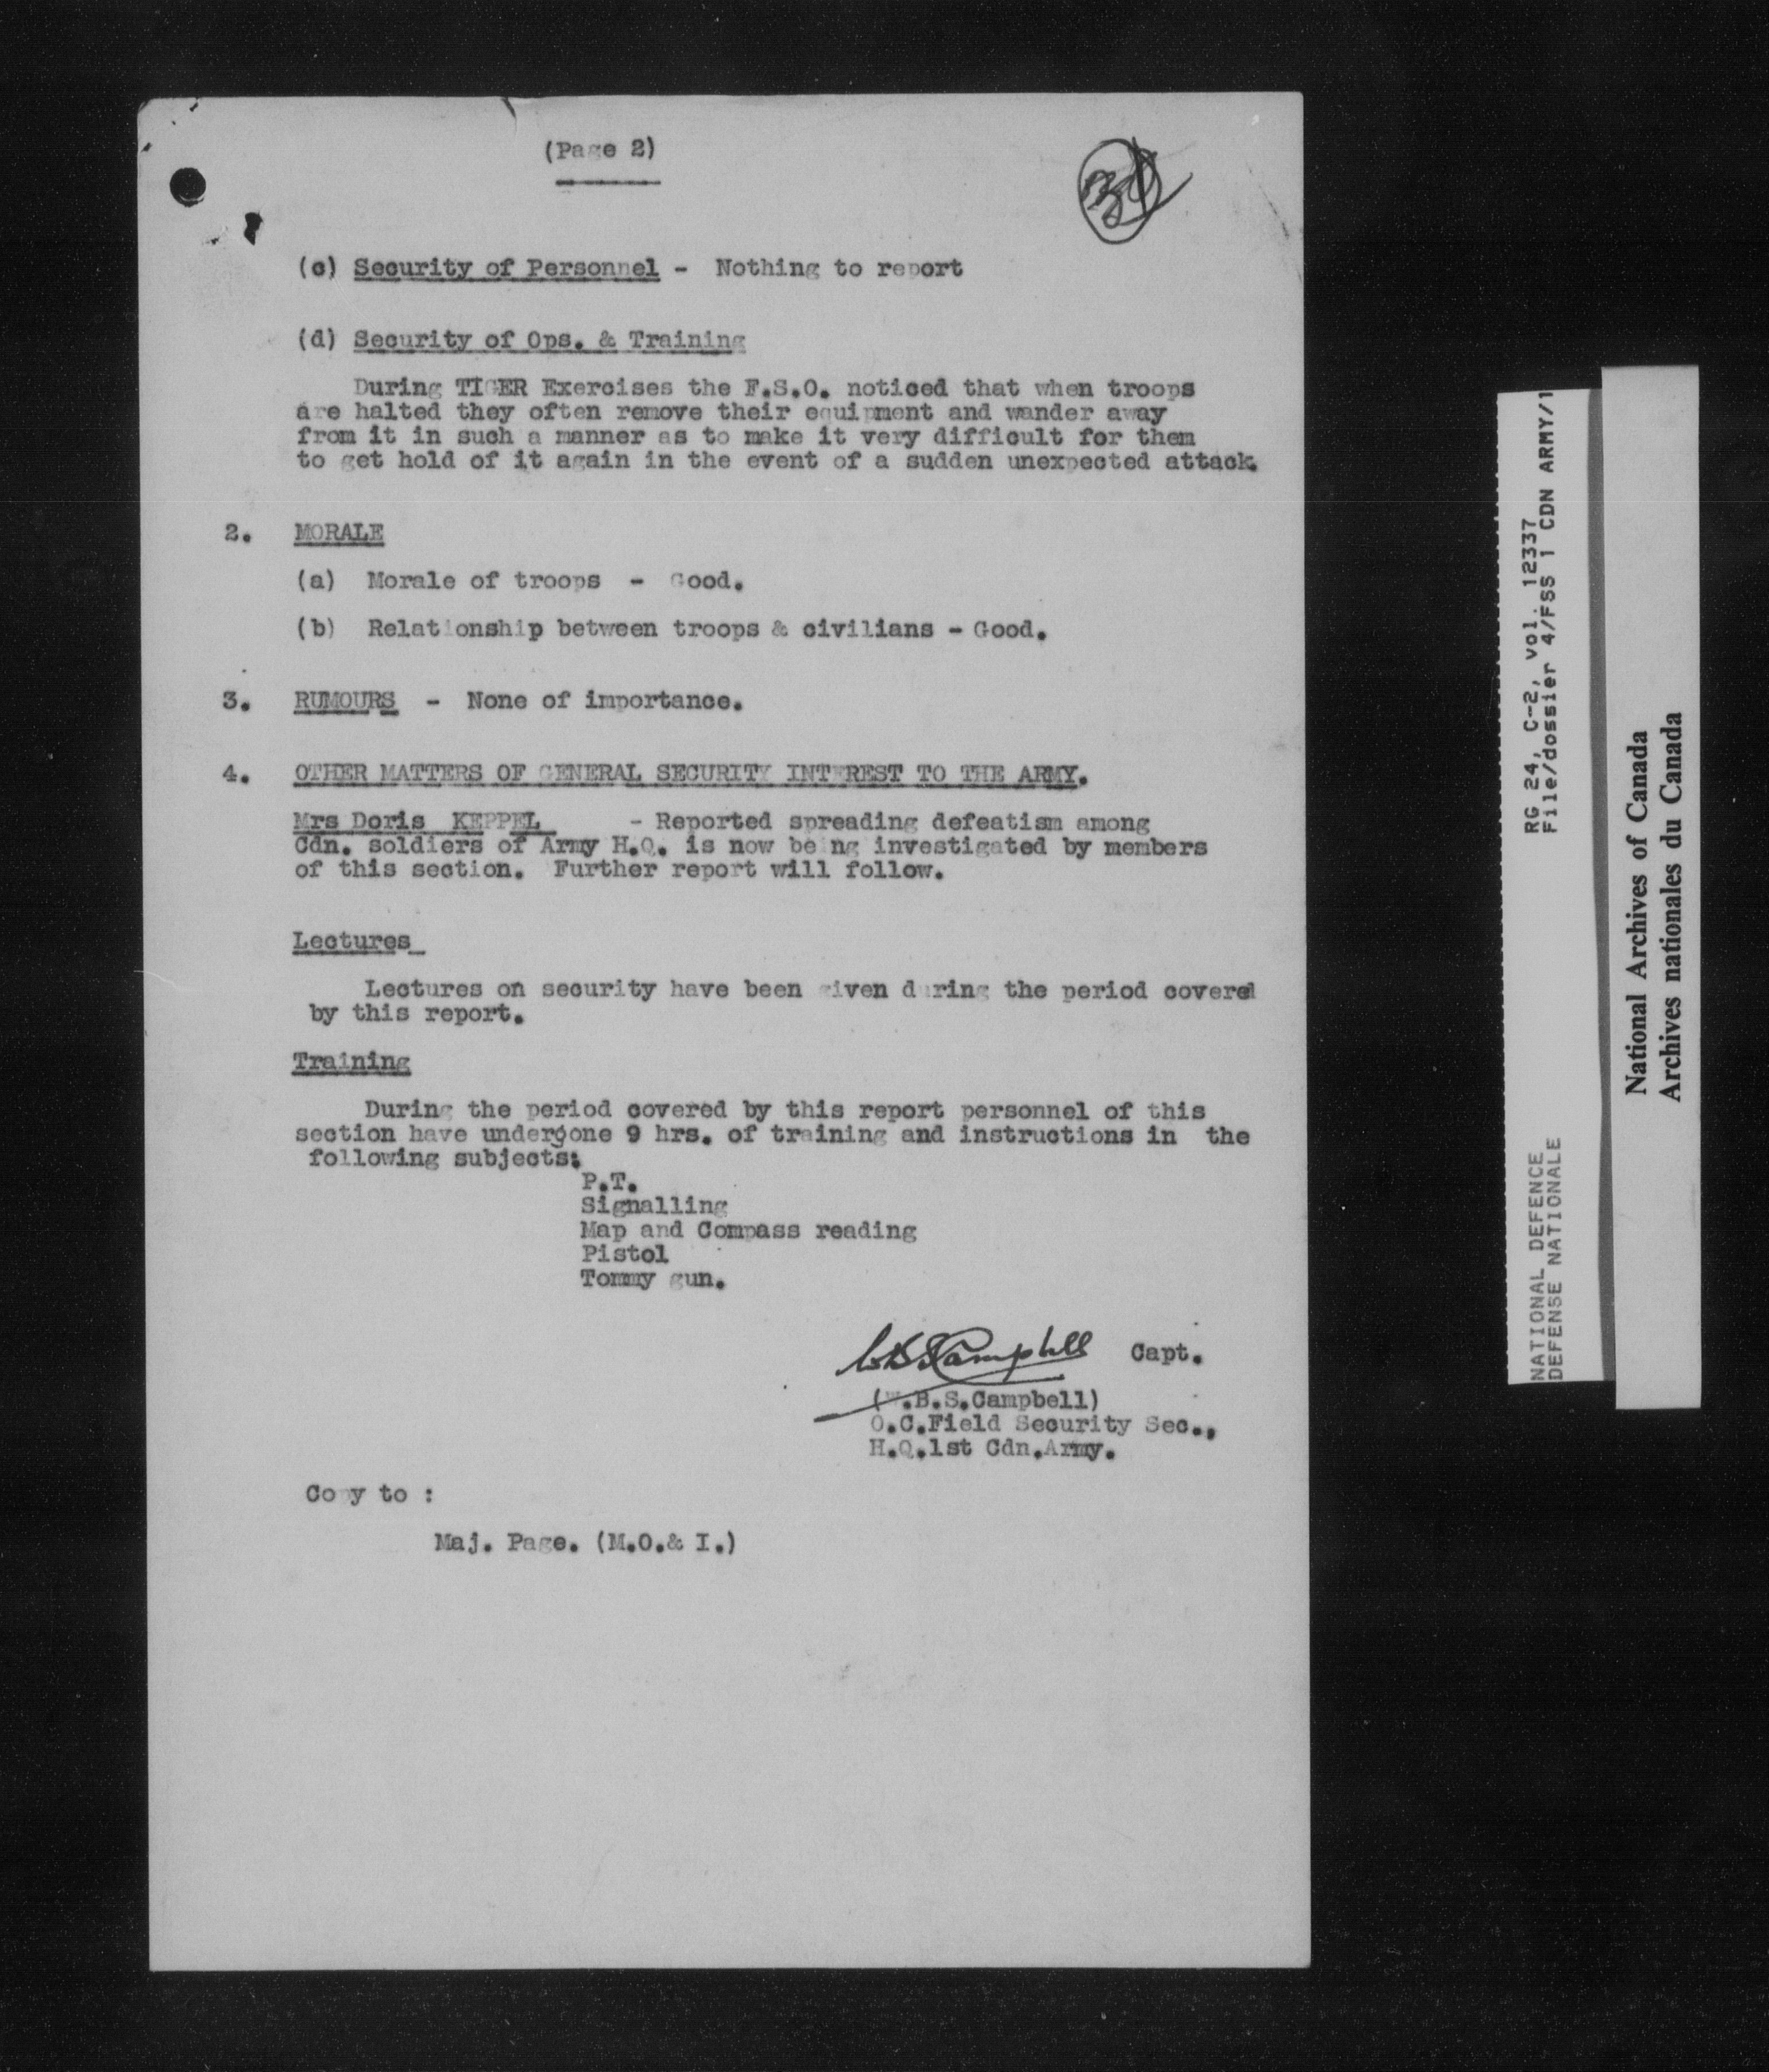 (Page 2)
(c) Security of Personnel - Nothing to report
(d) Security of Ops. & Training
During TIGER Exercises the F.S.O. noticed that when troops
are halted they often remove their equipment and wander away
from it in such a manner as to make it very difficult for them
to get hold of it again in the event of a sudden unexpected attack.
2. MORALE
(a) Morale of troops - Good.
(b) Relationship between troops & civilians - Good.
3. RUMOURS - None of importance.
4. OTHER MATTERS OF GENERAL SECURITY INTEREST TO THE ARMY.
Mrs Doris KEPPEL - Reported spreading defeatism among
Cdn. soldiers of Army H.Q. is now being investigated by members
of this section. Further report will follow.
Lectures
Lectures on security have been given during the period covered
by this report.
Training
During the period covered by this report personnel of this
section have undergone 9 hrs. of training and instructions in the
following subjects:
P.T.
Signalling
Map and Compass reading
Pistol
Tommy gun.
Capt.
.B.S.Campbell)
O.C.Field Security Sec.,
H.Q.1st Cdn.Army.
Copy to :
Maj. Page. (M.O.& I.)
RG 24, C-2, vol. 12337
File/dossier 4/FSS 1 CDN ARMY/1
NATIONAL DEFENCE
DEFENSE NATIONALE
National Archives of Canada
Archives nationales du Canada